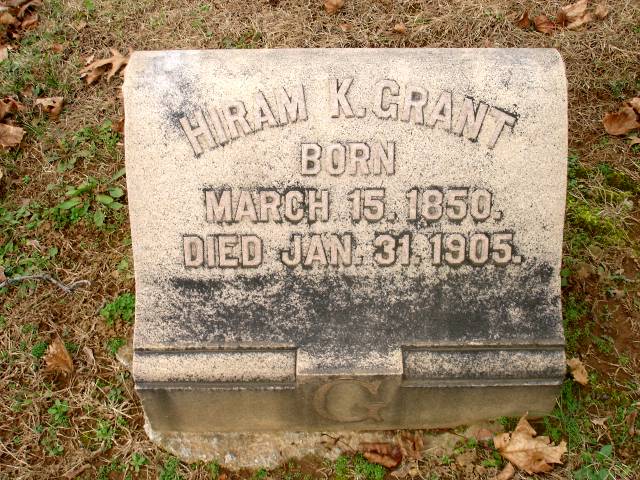 HIRAM K. GRANT
BORN
MARCH 15. 1850.
DIED JAN. 31. 1905.
G